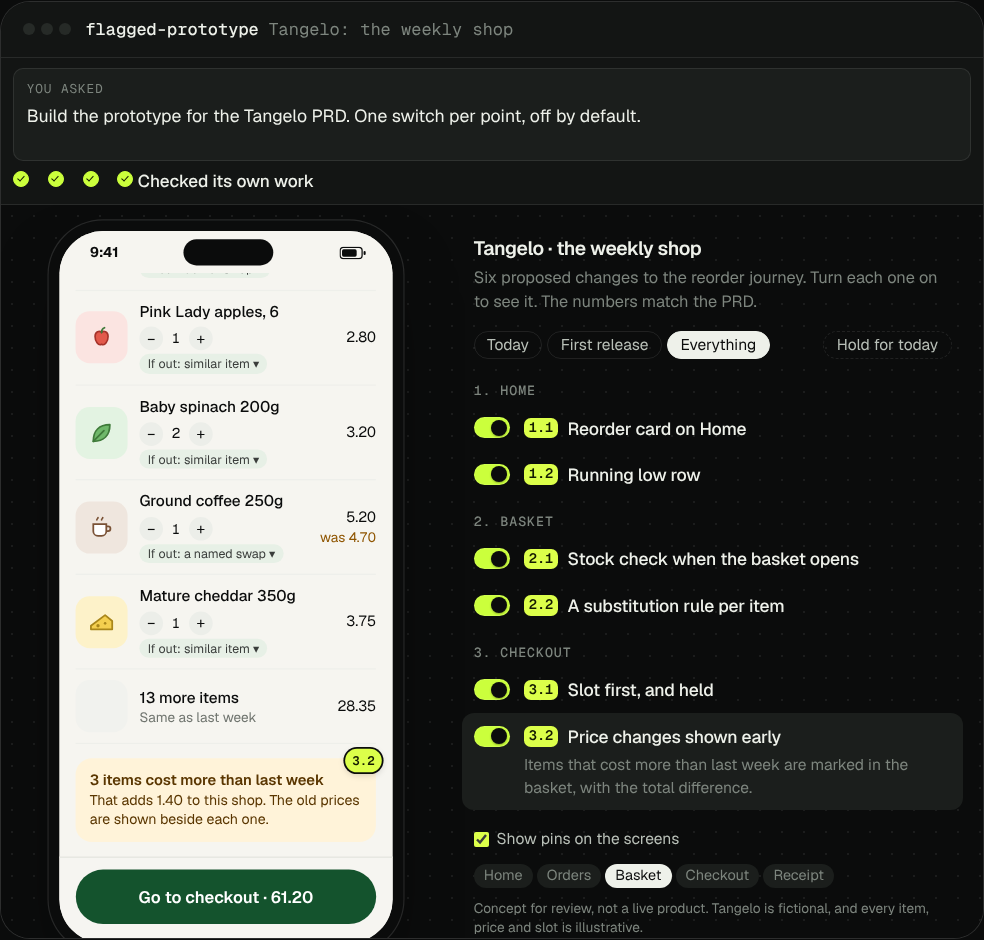 flagged-prototype Tangelo: the weekly shop
YOU ASKED
Build the prototype for the Tangelo PRD. One switch per point, off by default.
Checked its own work
9:41
Pink Lady apples, 6
− 1 +
2.80
If out: similar item ▾
Baby spinach 200g
− 2 +
3.20
If out: similar item ▾
Ground coffee 250g
5.20
− 1 +
was 4.70
If out: a named swap ▾
Mature cheddar 350g
− 1 +
3.75
If out: similar item ▾
13 more items
28.35
Same as last week
3.2
3 items cost more than last week
That adds 1.40 to this shop. The old prices
are shown beside each one.
Go to checkout · 61.20
Tangelo · the weekly shop
Six proposed changes to the reorder journey. Turn each one on
to see it. The numbers match the PRD.
Today First release Everything Hold for today
1. HOME
1.1 Reorder card on Home
1.2 Running low row
2. BASKET
2.1 Stock check when the basket opens
2.2 A substitution rule per item
3. CHECKOUT
3.1 Slot first, and held
3.2 Price changes shown early
Items that cost more than last week are marked in the
basket, with the total difference.
Show pins on the screens
Home Orders Basket Checkout Receipt
Concept for review, not a live product. Tangelo is fictional, and every item,
price and slot is illustrative.